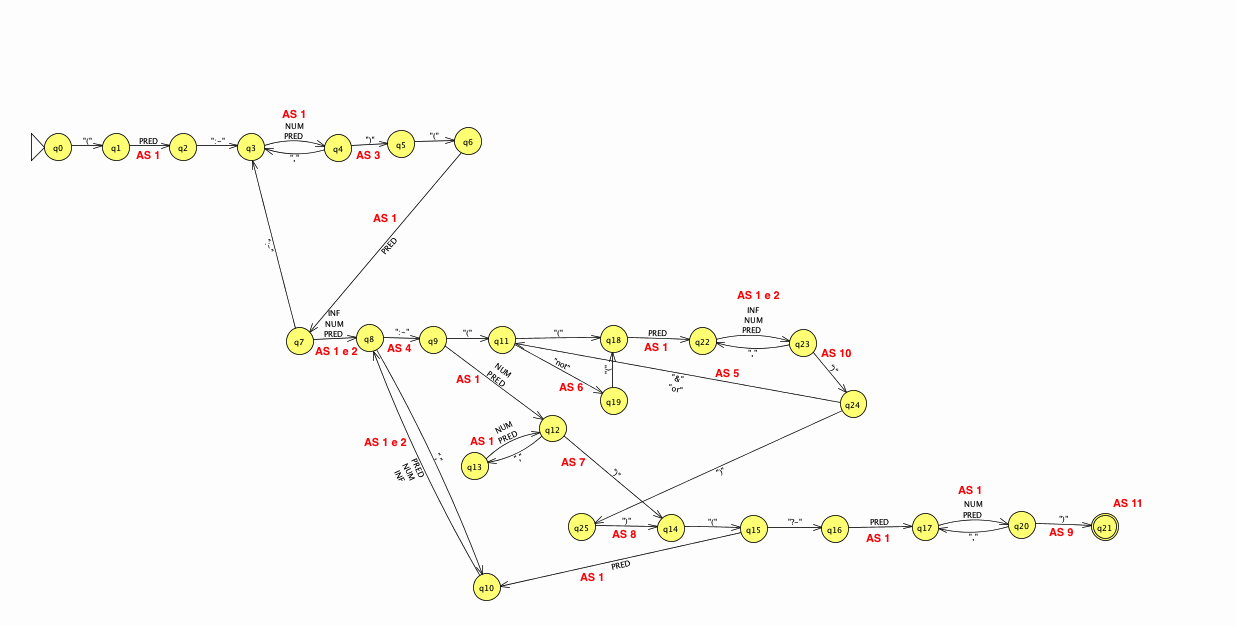 AS 1
NUM
PRED
q0
"("
q1
PRED
AS 1
q2
":-"
q3
","
q4
")"
AS 3
q5
"("
q6
AS 1
PRED
":-"
q7
INF
NUM
PRED
AS 1 e 2
q8
":-"
AS 4
q9
"("
q11
"("
q18
PRED
AS 1
q22
AS 1 e 2
INF
NUM
PRED
","
q23
AS 10
")"
q24
AS 5
"&"
"or"
"not"
AS 6
"("
q19
AS 1
NUM
PRED
q12
AS 1
NUM
PRED
","
q13
AS 7
")"
AS 1 e 2
PRED
NUM
INF
","
")"
q25
")"
AS 8
q14
"("
q15
"?-"
q16
PRED
AS 1
q17
AS 1
NUM
PRED
","
q20
")"
AS 9
AS 11
q21
PRED
AS 1
q10